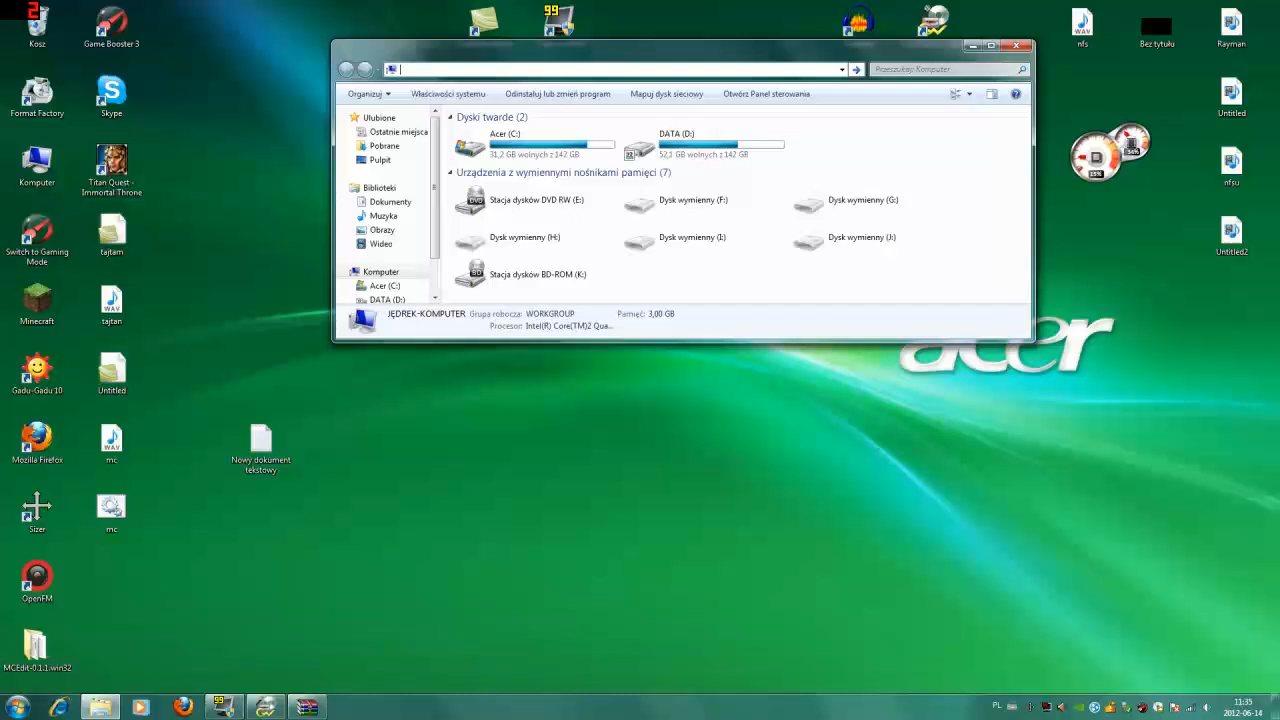 2
99
Kosz
Game Booster 3
nfs
Bez tytułu
Rayman
Format Factory
Skype
Untitled
Komputer
Titan Quest -
Immortal Throne
nfsu
Switch to Gaming
Mode
tajtam
Untitled2
Minecraft
tajtan
Gadu-Gadu 10
Untitled
Mozilla Firefox
mc
Nowy dokument
tekstowy
Sizer
mc
OpenFM
MCEdit-0.1.1.win32
Przeszukaj: Komputer
Organizuj
Właściwości systemu
Odinstaluj lub zmień program
Mapuj dysk sieciowy
Otwórz Panel sterowania
Ulubione
Ostatnie miejsca
Pobrane
Pulpit
Biblioteki
Dokumenty
Muzyka
Obrazy
Wideo
Komputer
Acer (C:)
DATA (D:)
Dyski twarde (2)
Acer (C:)
31,2 GB wolnych z 142 GB
DATA (D:)
52,1 GB wolnych z 142 GB
Urządzenia z wymiennymi nośnikami pamięci (7)
DVD
Stacja dysków DVD RW (E:)
Dysk wymienny (F:)
Dysk wymienny (G:)
Dysk wymienny (H:)
Dysk wymienny (I:)
Dysk wymienny (J:)
Stacja dysków BD-ROM (K:)
JĘDREK-KOMPUTER
Grupa robocza: WORKGROUP
Pamięć: 3,00 GB
Procesor: Intel(R) Core(TM)2 Qua...
acer
99
PL
11:35
2012-06-14